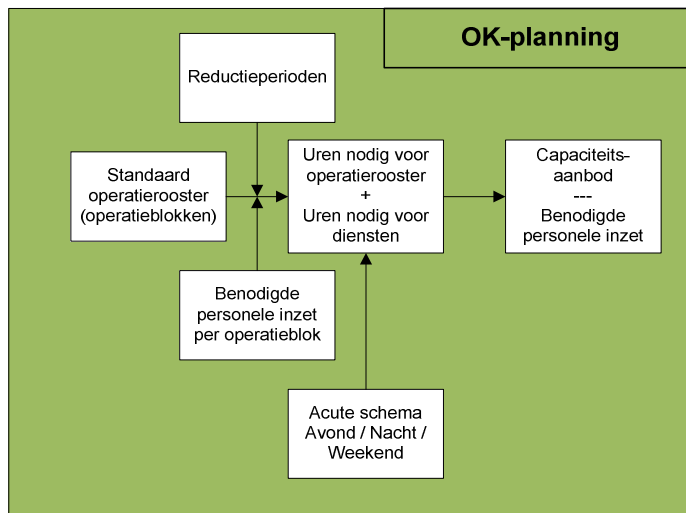 OK-planning
Reductieperioden
Standaard
operatierooster
(operatieblokken)
Uren nodig voor
operatierooster
+
Uren nodig voor
diensten
Capaciteits-
aanbod
---
Benodigde
personele inzet
Benodigde
personele inzet
per operatieblok
Acute schema
Avond / Nacht /
Weekend